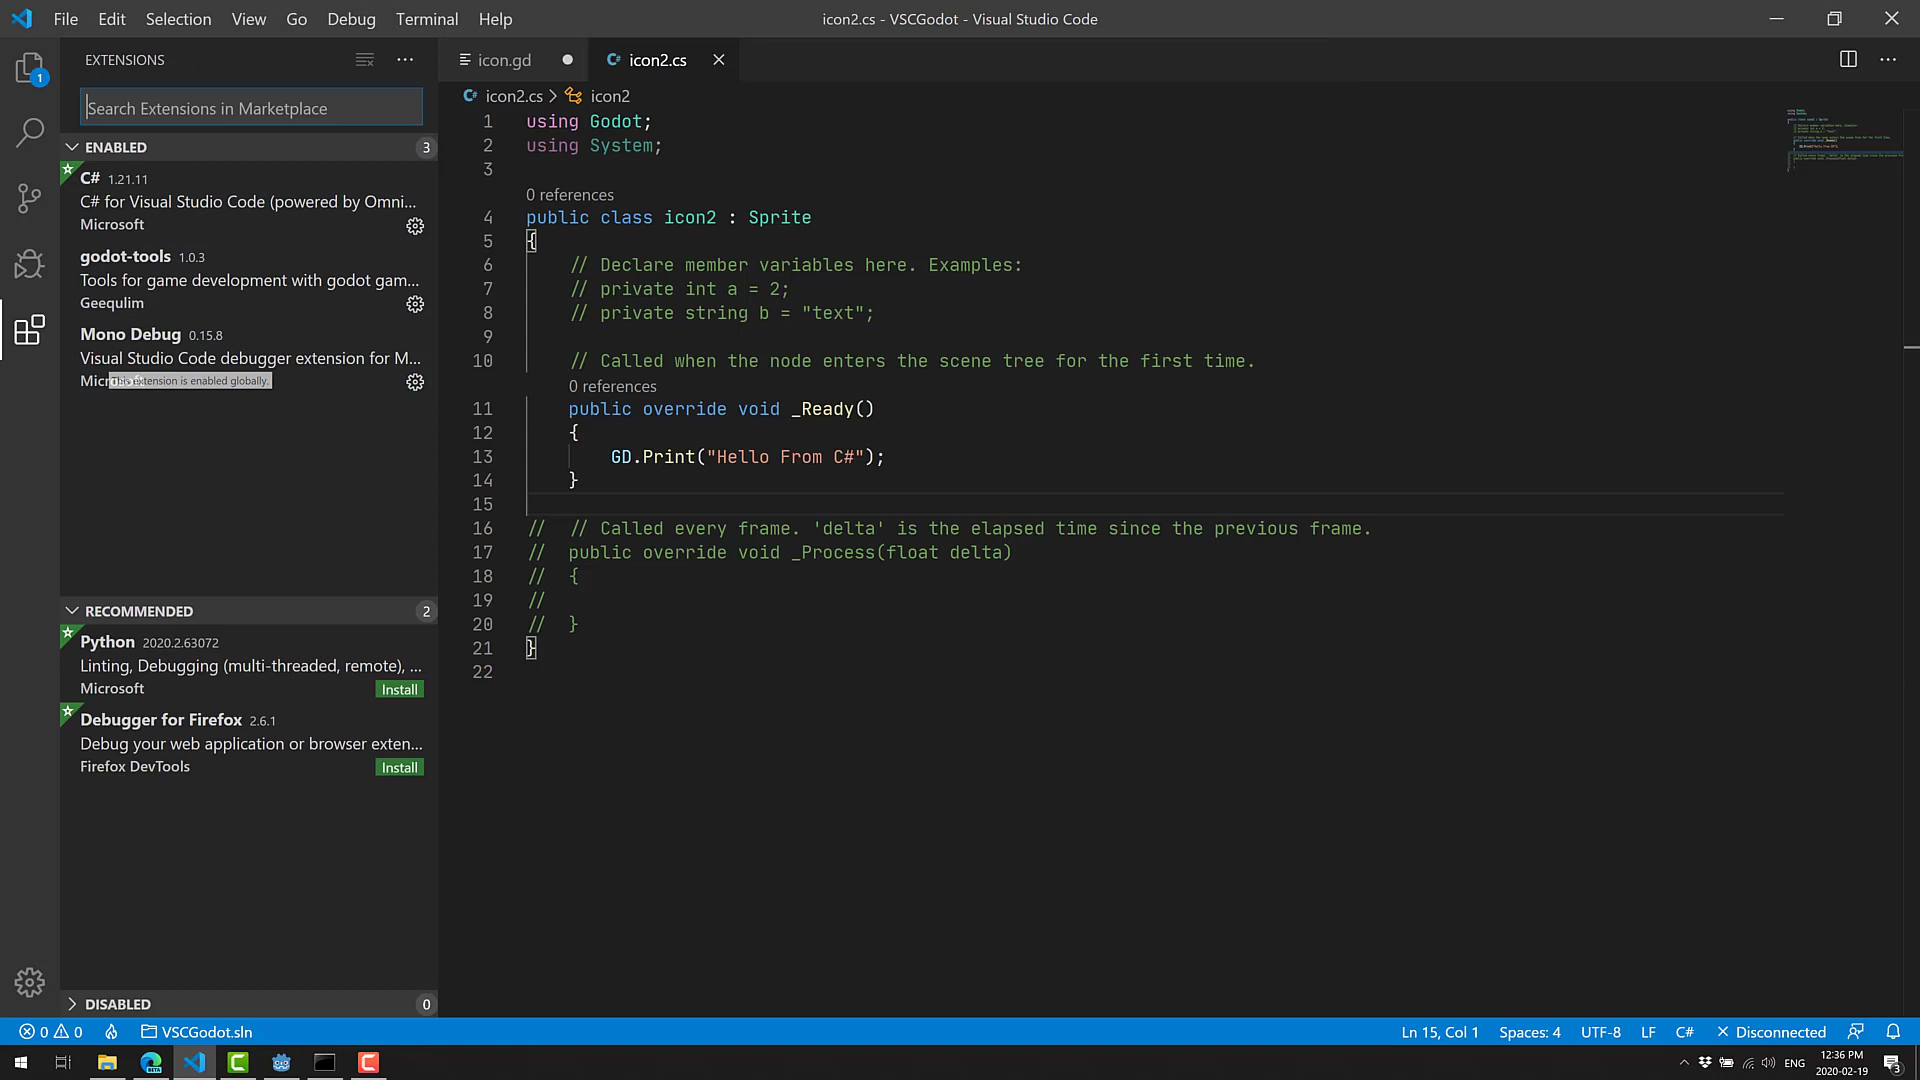 File Edit Selection View Go Debug Terminal Help
icon2.cs - VSCGodot - Visual Studio Code
EXTENSIONS
1
Search Extensions in Marketplace
ENABLED 3
C# 1.21.11
C# for Visual Studio Code (powered by Omni...
Microsoft
godot-tools 1.0.3
Tools for game development with godot gam...
Geequlim
Mono Debug 0.15.8
Visual Studio Code debugger extension for M...
This extension is enabled globally.
RECOMMENDED 2
Python 2020.2.63072
Linting, Debugging (multi-threaded, remote), ...
Microsoft Install
Debugger for Firefox 2.6.1
Debug your web application or browser exten...
Firefox DevTools Install
DISABLED 0
icon.gd
C# icon2.cs
C# icon2.cs > icon2
1 using Godot;
2 using System;
3
0 references
4 public class icon2 : Sprite
5 {
6 // Declare member variables here. Examples:
7 // private int a = 2;
8 // private string b = "text";
9
10 // Called when the node enters the scene tree for the first time.
0 references
11 public override void _Ready()
12 {
13 GD.Print("Hello From C#");
14 }
15
16 // // Called every frame. 'delta' is the elapsed time since the previous frame.
17 // public override void _Process(float delta)
18 // {
19 //
20 // }
21 }
22
0 0 VSCGodot.sln
Ln 15, Col 1 Spaces: 4 UTF-8 LF C# Disconnected
ENG
12:36 PM
2020-02-19
3